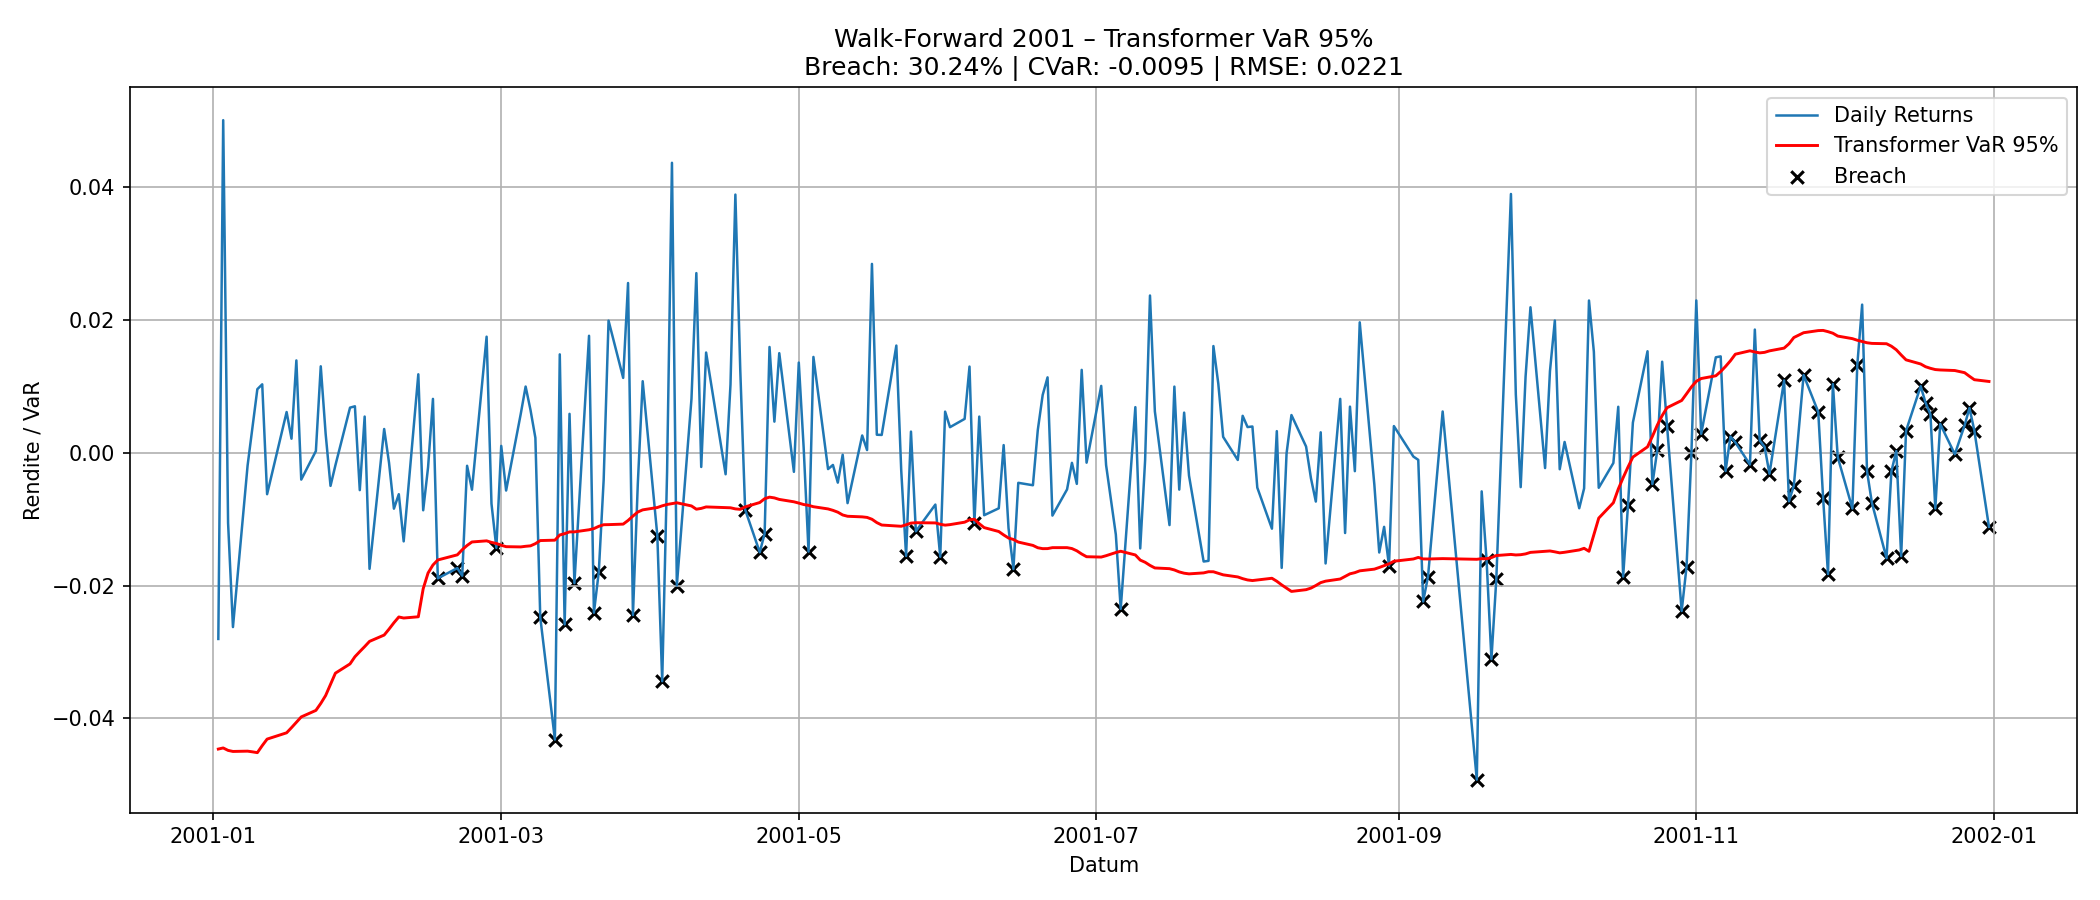 Walk-Forward 2001 – Transformer VaR 95%
Breach: 30.24% | CVaR: -0.0095 | RMSE: 0.0221
Daily Returns
Transformer VaR 95%
Breach
Rendite / VaR
0.04
0.02
0.00
−0.02
−0.04
2001-01
2001-03
2001-05
2001-07
2001-09
2001-11
2002-01
Datum